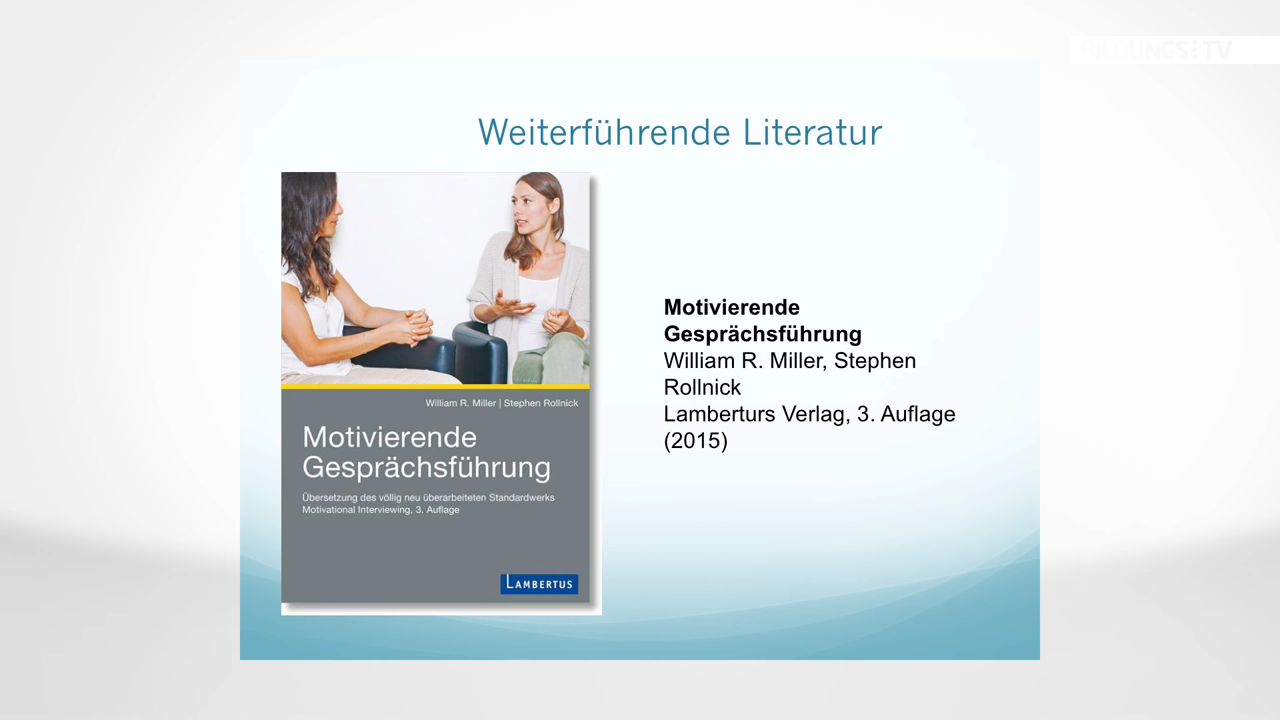 BILDUNGS:TV
Weiterführende Literatur
William R. Miller | Stephen Rollnick
Motivierende
Gesprächsführung
Übersetzung des völlig neu überarbeiteten Standardwerks
Motivational Interviewing, 3. Auflage
LAMBERTUS
Motivierende
Gesprächsführung
William R. Miller, Stephen
Rollnick
Lamberturs Verlag, 3. Auflage
(2015)